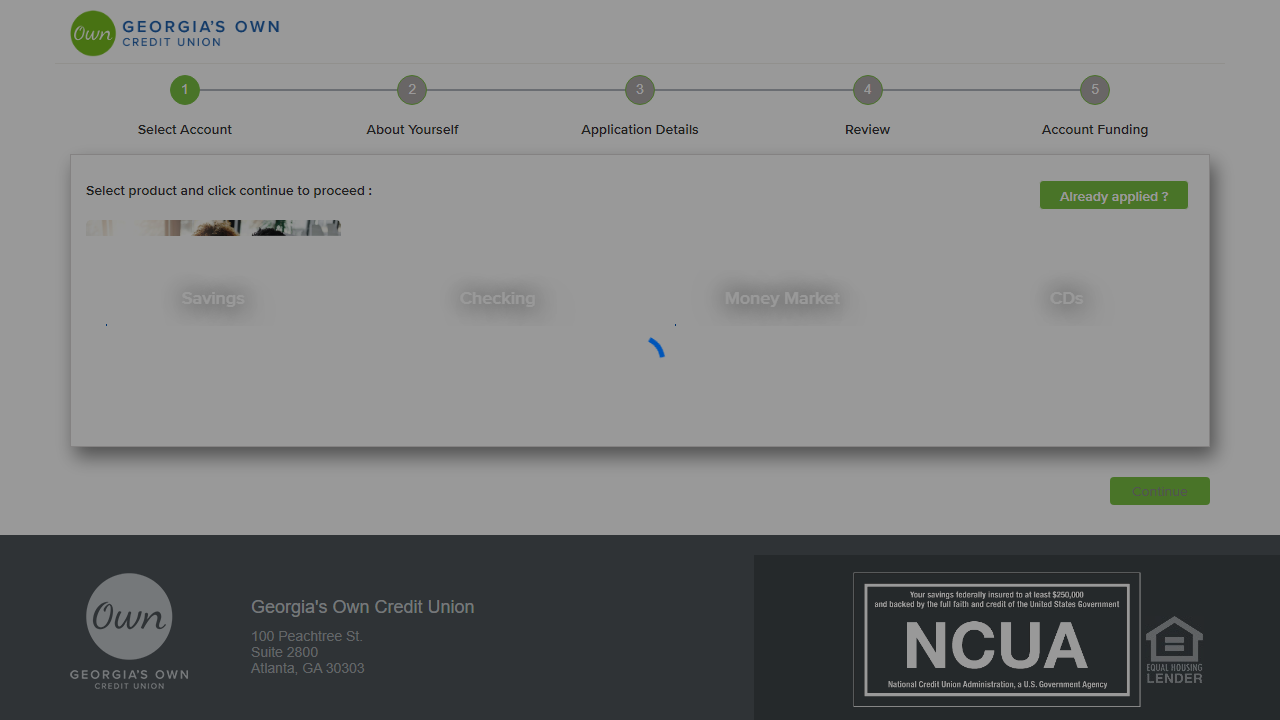 Own GEORGIA'S OWN
CREDIT UNION
1 2 3 4 5
Select Account About Yourself Application Details Review Account Funding
Select product and click continue to proceed :
Already applied ?
Savings Checking Money Market CDs
Continue
Own
GEORGIA'S OWN
CREDIT UNION
Georgia's Own Credit Union
100 Peachtree St.
Suite 2800
Atlanta, GA 30303
Your savings federally insured to at least $250,000
and backed by the full faith and credit of the United States Government
NCUA
National Credit Union Administration, a U.S. Government Agency
EQUAL HOUSING
LENDER